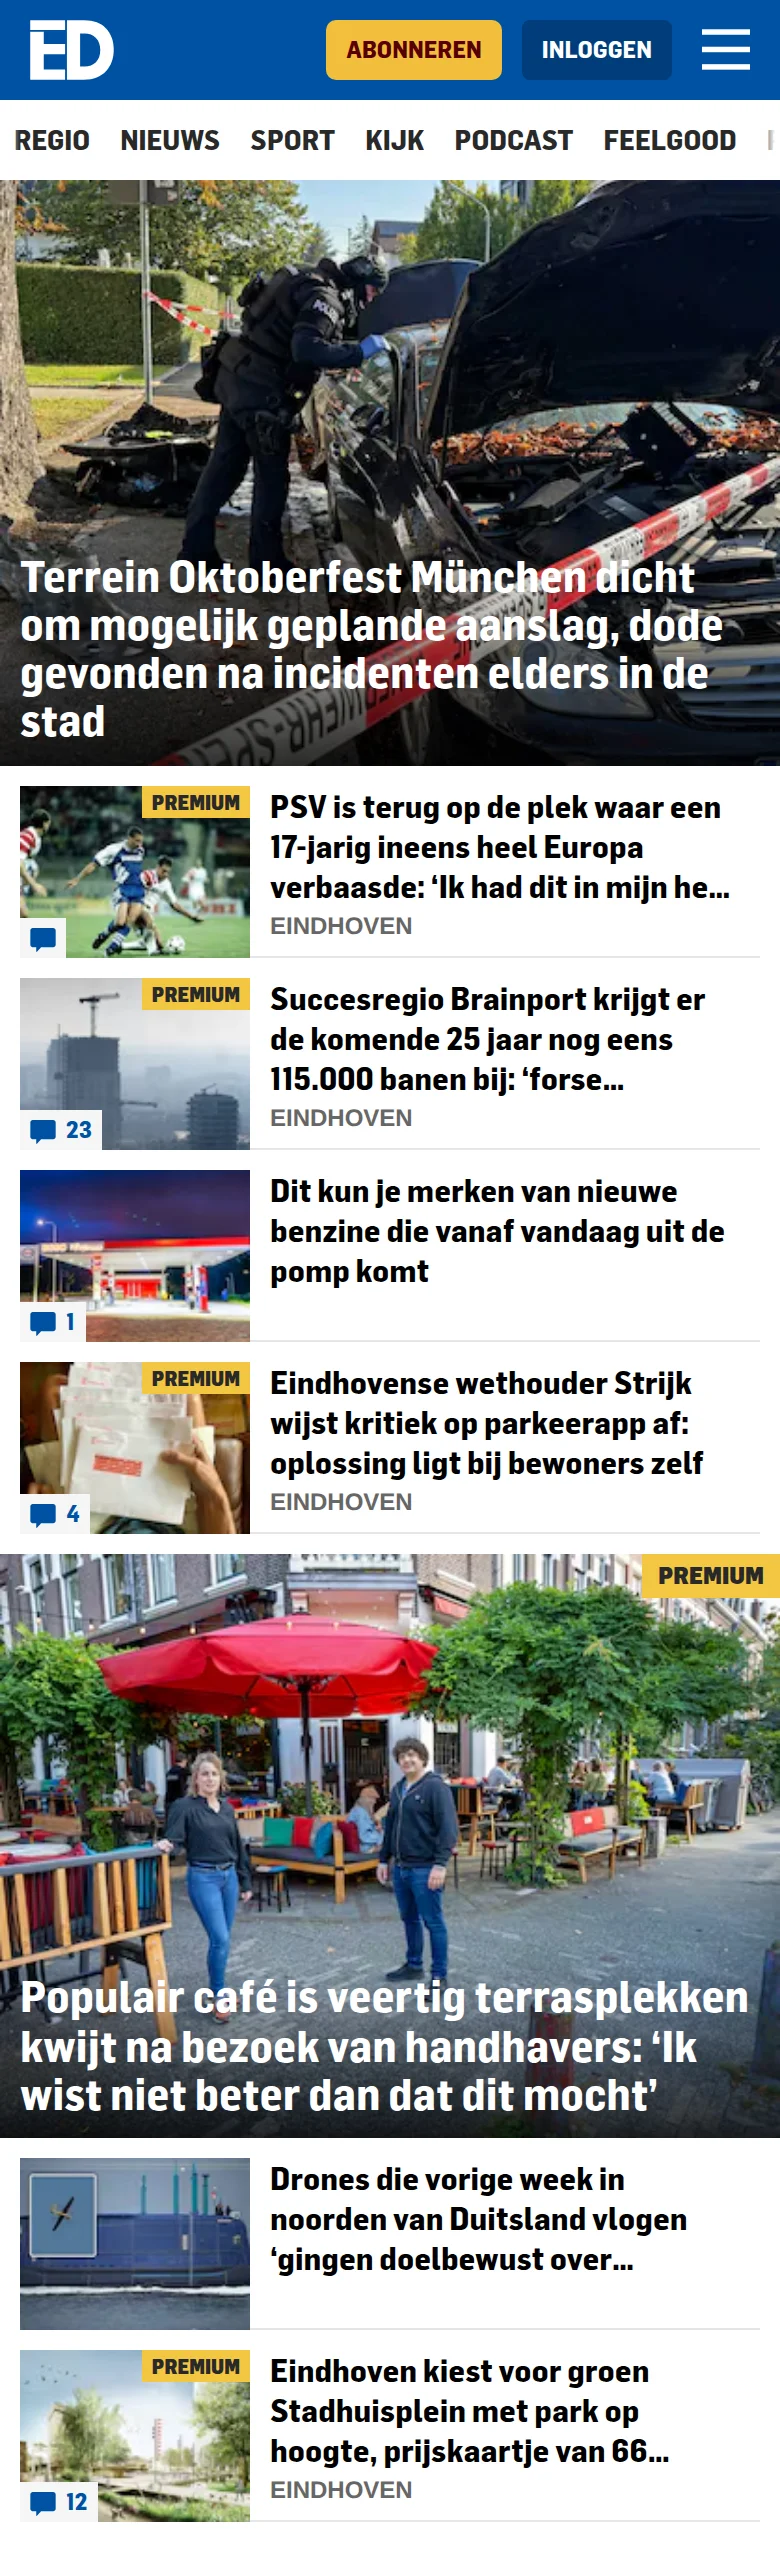 ED
ABONNEREN
INLOGGEN
REGIO NIEUWS SPORT KIJK PODCAST FEELGOOD
Terrein Oktoberfest München dicht
om mogelijk geplande aanslag, dode
gevonden na incidenten elders in de
stad
PREMIUM
PSV is terug op de plek waar een
17-jarig ineens heel Europa
verbaasde: ‘Ik had dit in mijn he...
EINDHOVEN
PREMIUM
23
Succesregio Brainport krijgt er
de komende 25 jaar nog eens
115.000 banen bij: ‘forse...
EINDHOVEN
1
Dit kun je merken van nieuwe
benzine die vanaf vandaag uit de
pomp komt
PREMIUM
4
Eindhovense wethouder Strijk
wijst kritiek op parkeerapp af:
oplossing ligt bij bewoners zelf
EINDHOVEN
PREMIUM
Populair café is veertig terrasplekken
kwijt na bezoek van handhavers: ‘Ik
wist niet beter dan dat dit mocht’
Drones die vorige week in
noorden van Duitsland vlogen
‘gingen doelbewust over...
PREMIUM
12
Eindhoven kiest voor groen
Stadhuisplein met park op
hoogte, prijskaartje van 66...
EINDHOVEN